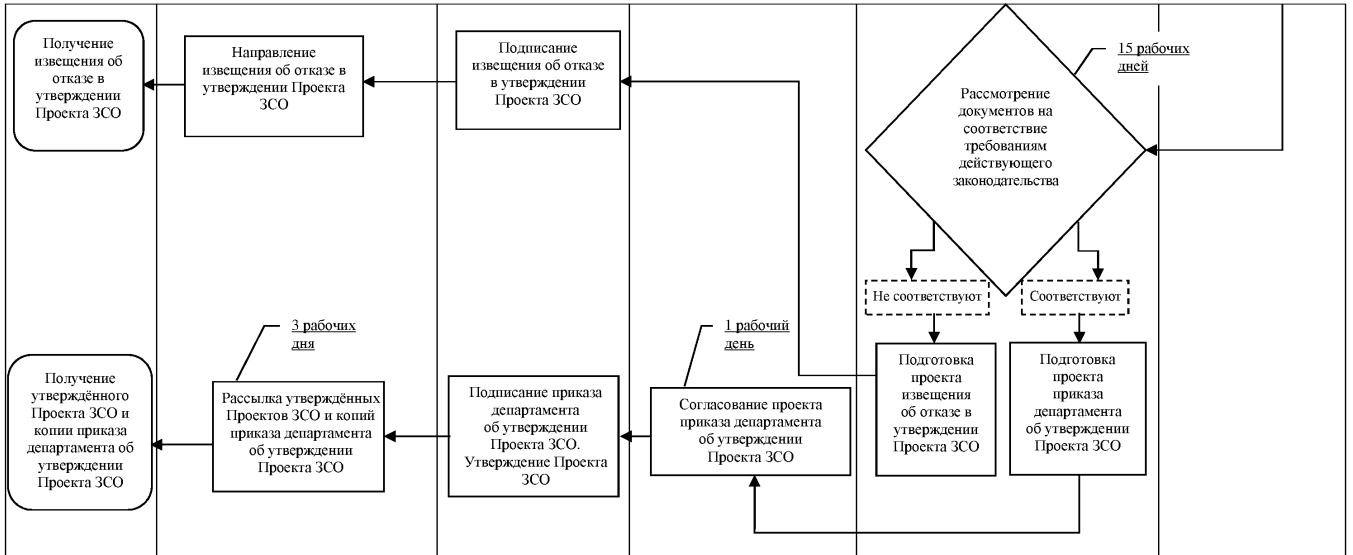 Получение
извещения об
отказе в
утверждении
Проекта ЗСО
Направление
извещения об отказе в
утверждении Проекта
ЗСО
Подписание
извещения об отказе
в утверждении
Проекта ЗСО
15 рабочих
дней
Рассмотрение
документов на
соответствие
требованиям
действующего
законодательства
Не соответствуют
Соответствуют
3 рабочих
дня
1 рабочий
день
Получение
утверждённого
Проекта ЗСО и
копии приказа
департамента об
утверждении
Проекта ЗСО
Рассылка утверждённых
Проектов ЗСО и копий
приказа департамента
об утверждении
Проекта ЗСО
Подписание приказа
департамента
об утверждении
Проекта ЗСО.
Утверждение Проекта
ЗСО
Согласование проекта
приказа департамента
об утверждении
Проекта ЗСО
Подготовка
проекта
извещения
об отказе в
утверждении
Проекта ЗСО
Подготовка
проекта
приказа
департамента
об утверждении
Проекта ЗСО